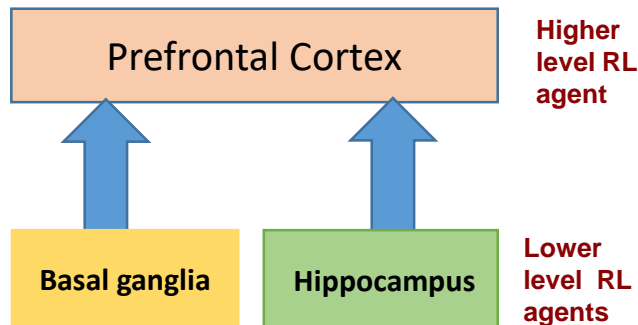 Prefrontal Cortex
Higher
level RL
agent
Basal ganglia
Hippocampus
Lower
level RL
agents